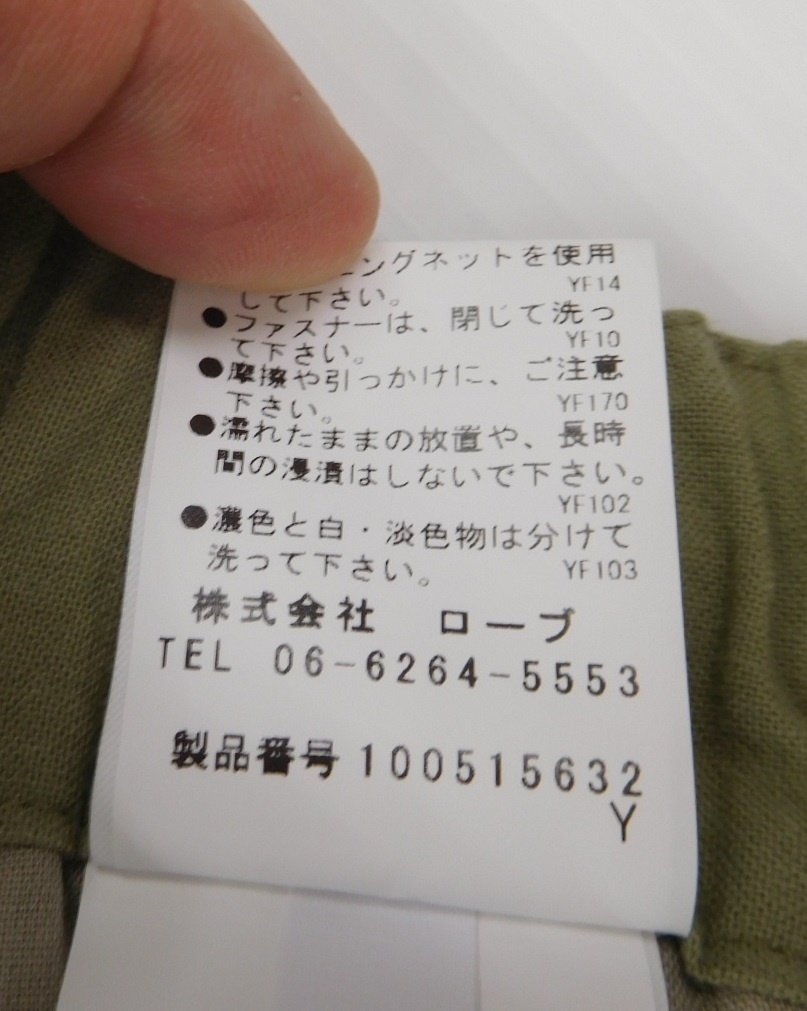 ングネットを使用
して下さい。 YF14
●ファスナーは、閉じて洗っ
て下さい。 YF10
●摩擦や引っかけに、ご注意
下さい。 YF170
●濡れたままの放置や、長時
間の浸漬はしないで下さい。
YF102
●濃色と白・淡色物は分けて
洗って下さい。 YF103
株式会社 ローブ
TEL 06-6264-5553
製品番号100515632
Y